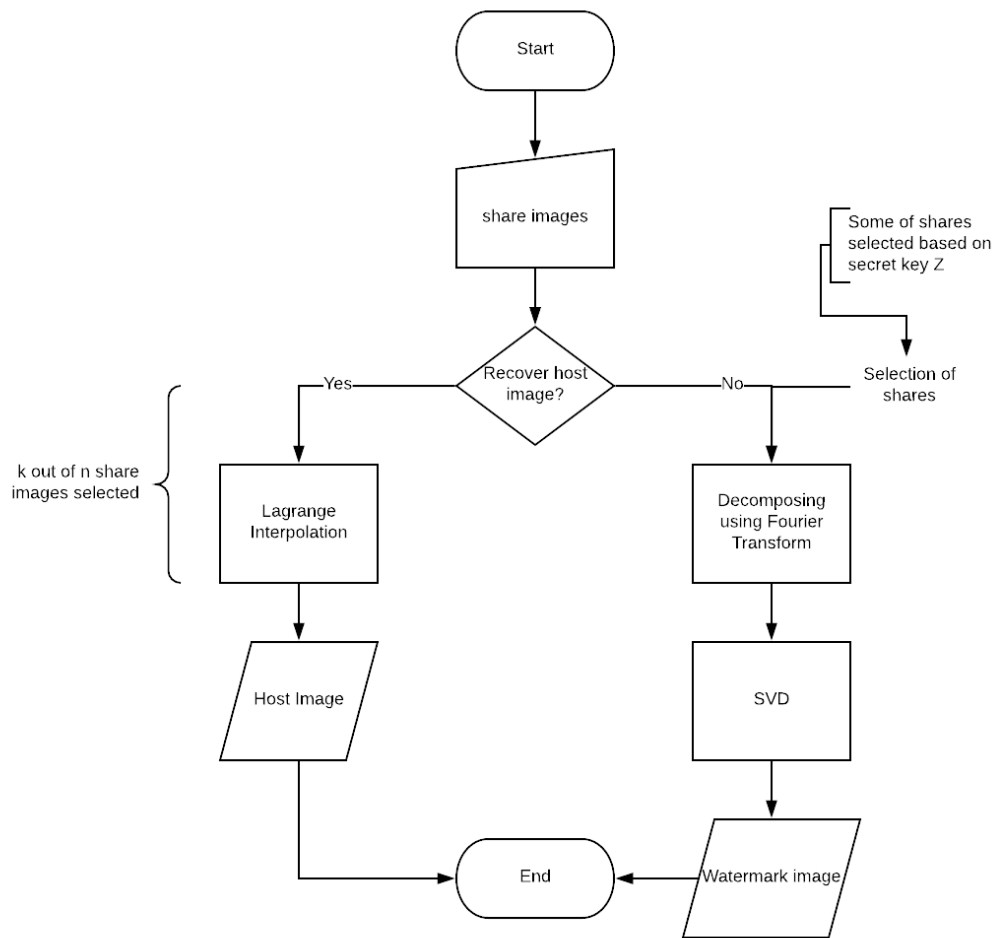 Start
share images
Some of shares
selected based on
secret key Z
Recover host
image?
Yes
No
Selection of
shares
k out of n share
images selected
Lagrange
Interpolation
Decomposing
using Fourier
Transform
Host Image
SVD
End
Watermark image